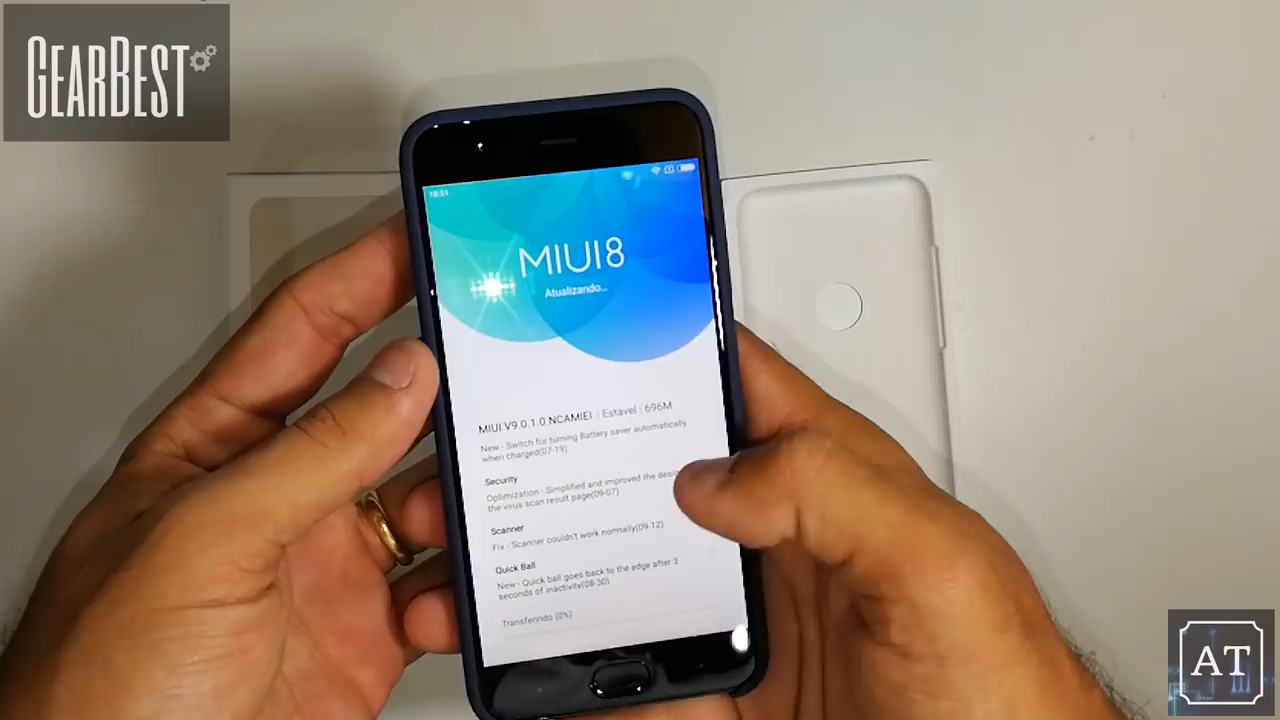 GEARBEST
18:51
MIUI8
Atualizando...
MIUI V9.0.1.0.NCAMIEI | Estável : 696M
New - Switch for turning Battery saver automatically
when charged(07-19)
Security
Optimization - Simplified and improved the design
the virus scan result page(09-07)
Scanner
Fix - Scanner couldn't work normally(09-12)
Quick Ball
New - Quick ball goes back to the edge after 3
seconds of inactivity(08-30)
Transferindo (0%)
AT